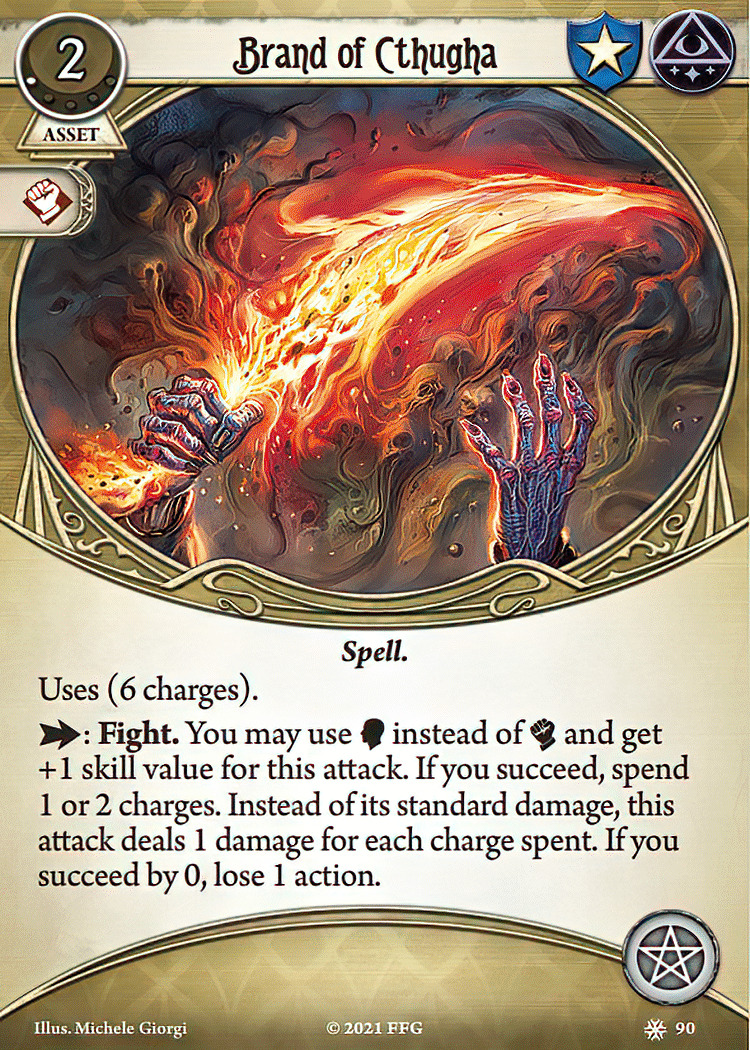 2
Brand of Cthugha
ASSET
Spell.
Uses (6 charges).
: Fight. You may use instead of and get
+1 skill value for this attack. If you succeed, spend
1 or 2 charges. Instead of its standard damage, this
attack deals 1 damage for each charge spent. If you
succeed by 0, lose 1 action.
Illus. Michele Giorgi
© 2021 FFG
90